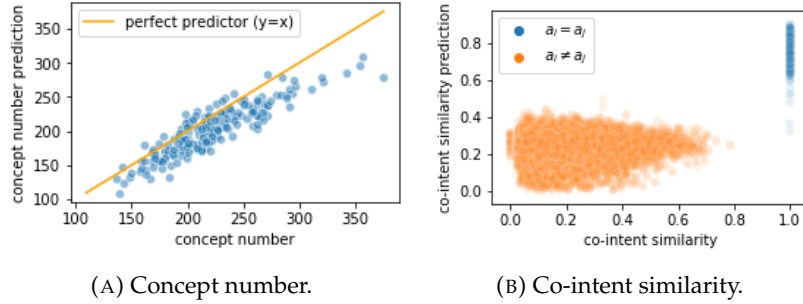 perfect predictor (y=x)
concept number prediction
350
300
250
200
150
100
100 150 200 250 300 350
concept number
(A) Concept number.
a_i = a_j
a_i ≠ a_j
co-intent similarity prediction
0.8
0.6
0.4
0.2
0.0
0.0 0.2 0.4 0.6 0.8 1.0
co-intent similarity
(B) Co-intent similarity.